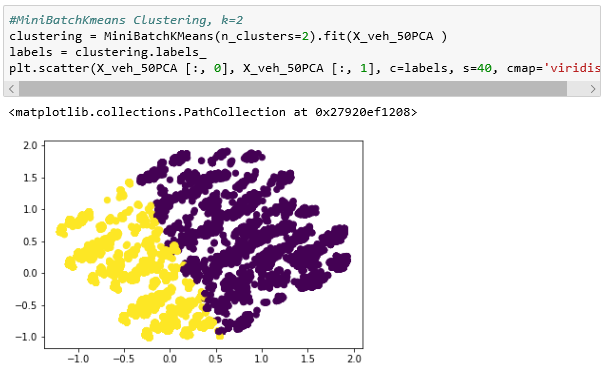 #MiniBatchKmeans Clustering, k=2
clustering = MiniBatchKMeans(n_clusters=2).fit(X_veh_50PCA )
labels = clustering.labels_
plt.scatter(X_veh_50PCA [:, 0], X_veh_50PCA [:, 1], c=labels, s=40, cmap='viridis
<matplotlib.collections.PathCollection at 0x27920ef1208>
2.0
1.5
1.0
0.5
0.0
−0.5
−1.0
−1.0 −0.5 0.0 0.5 1.0 1.5 2.0